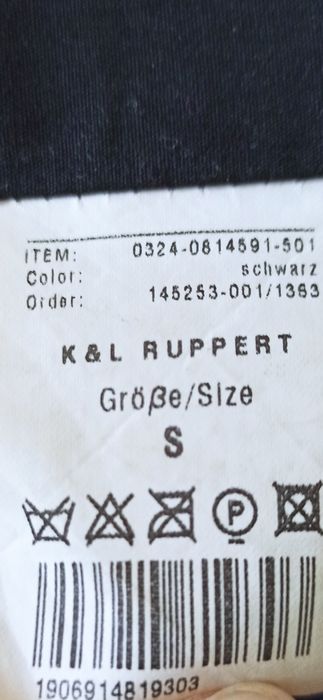 ITEM: 0324-0814591-501
Color: schwarz
Order: 145253-001/1363
K & L RUPPERT
Größe/Size
S
P
1906914819303